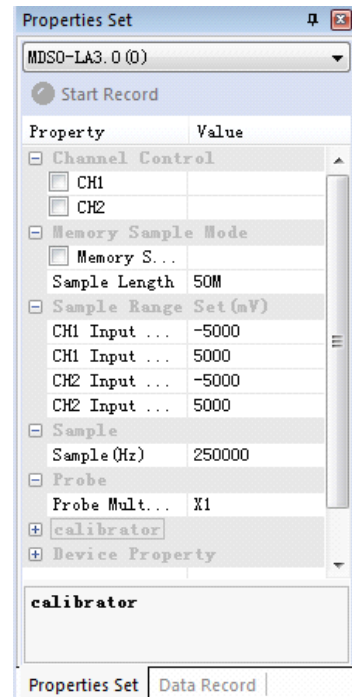 Properties Set
MDSO-LA3.0(0)
Start Record
Property Value
Channel Control
CH1
CH2
Memory Sample Mode
Memory S...
Sample Length 50M
Sample Range Set(mV)
CH1 Input ... -5000
CH1 Input ... 5000
CH2 Input ... -5000
CH2 Input ... 5000
Sample
Sample(Hz) 250000
Probe
Probe Mult... X1
calibrator
Device Property
calibrator
Properties Set Data Record